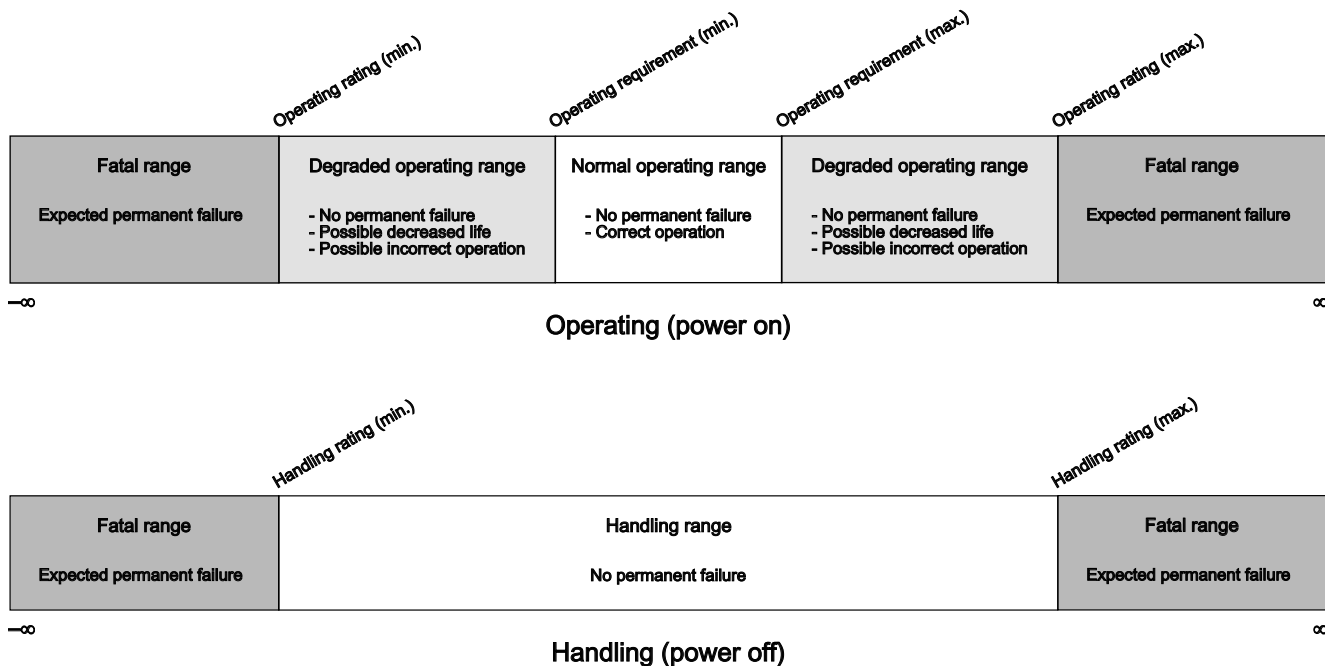 Operating rating (min.)
Operating requirement (min.)
Operating requirement (max.)
Operating rating (max.)
Fatal range
Expected permanent failure
Degraded operating range
- No permanent failure
- Possible decreased life
- Possible incorrect operation
Normal operating range
- No permanent failure
- Correct operation
Degraded operating range
- No permanent failure
- Possible decreased life
- Possible incorrect operation
Fatal range
Expected permanent failure
–∞
∞
Operating (power on)
Handling rating (min.)
Handling rating (max.)
Fatal range
Expected permanent failure
Handling range
No permanent failure
Fatal range
Expected permanent failure
–∞
∞
Handling (power off)